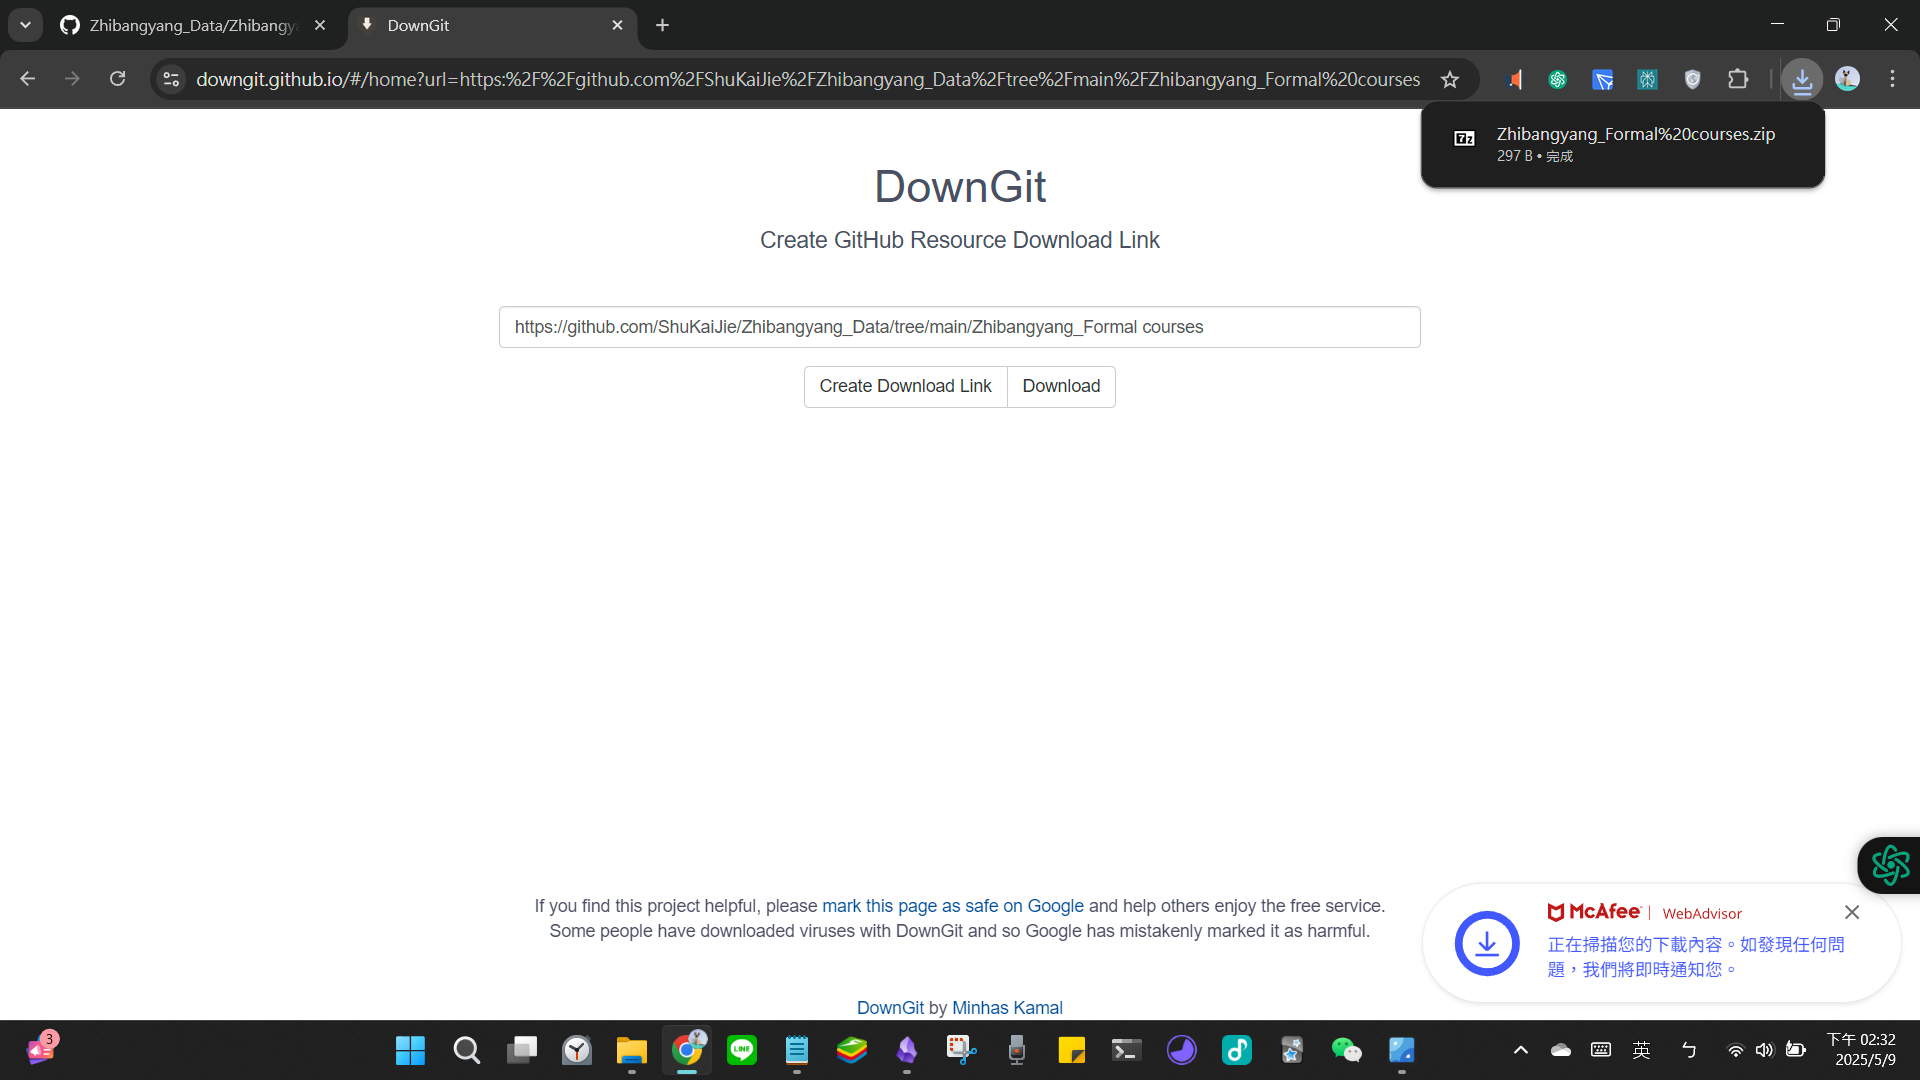 Zhibangyang_Data/Zhibangya
DownGit
downgit.github.io/#/home?url=https:%2F%2Fgithub.com%2FShuKaiJie%2FZhibangyang_Data%2Ftree%2Fmain%2FZhibangyang_Formal%20courses
Zhibangyang_Formal%20courses.zip
297 B • 完成
DownGit
Create GitHub Resource Download Link
https://github.com/ShuKaiJie/Zhibangyang_Data/tree/main/Zhibangyang_Formal courses
Create Download Link
Download
If you find this project helpful, please mark this page as safe on Google and help others enjoy the free service.
Some people have downloaded viruses with DownGit and so Google has mistakenly marked it as harmful.
McAfee | WebAdvisor
正在掃描您的下載內容。如發現任何問
題，我們將即時通知您。
DownGit by Minhas Kamal
3
LINE
英
ㄅ
下午 02:32
2025/5/9